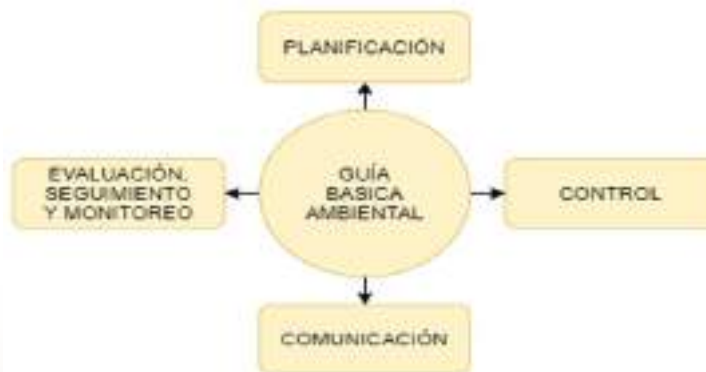 PLANIFICACIÓN
EVALUACIÓN.
SEGUIMIENTO
Y MONITOREO
GUÍA
BASICA
AMBIENTAL
CONTROL
COMUNICACIÓN